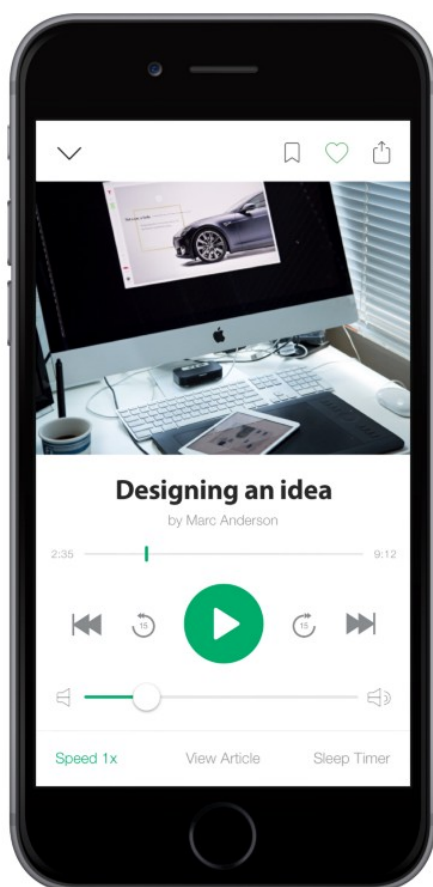 Designing an idea
by Marc Anderson
2:35
9:12
15
15
Speed 1x
View Article
Sleep Timer